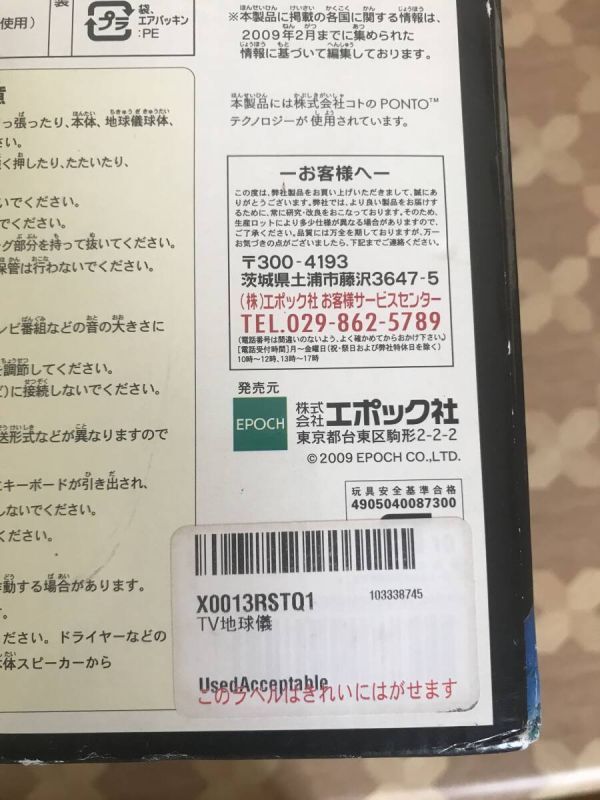 使用)
製
プラ
袋、
エアパッキン
:PE
※本製品に掲載の各国に関する情報は、
2009年2月までに集められた
情報に基づいて編集しております。
本製品には株式会社コトのPONTO™
テクノロジーが使用されています。
意
っ張ったり、本体、地球儀球体、
さい。
く押したり、たたいたり、
いでください。
でください。
グ部分を持って抜いてください。
保管は行わないでください。
レビ番組などの音の大きさに
を調節してください。
ど)に接続しないでください。
送形式などが異なりますので
にキーボードが引き出され、
しないでください。
ください。
作動する場合があります。
す。
ださい。ドライヤーなどの
本体スピーカーから
ーお客様へー
この度は、弊社製品をお買い上げいただきまして、誠にあ
りがとうございます。弊社では、より良い製品をお届けす
るために、常に研究・改良をおこなっております。そのため、
生産ロットにより多少仕様が異なる場合がありますので、
ご了承ください。品質には万全を期しておりますが、万一
お気づきの点がございましたら、下記までご連絡ください。
〒300-4193
茨城県土浦市藤沢3647-5
(株)エポック社 お客様サービスセンター
TEL.029-862-5789
(電話番号は間違いのないよう、よく確かめておかけ下さい。)
[電話受付時間]月〜金曜日(祝・祭日および弊社特休日を除く)
10時〜12時、13時〜17時
発売元
EPOCH 株式会社エポック社
東京都台東区駒形2-2-2
© 2009 EPOCH CO.,LTD.
玩具安全基準合格
4905040087300
X0013RSTQ1 103338745
TV地球儀
UsedAcceptable
このラベルはきれいにはがせます